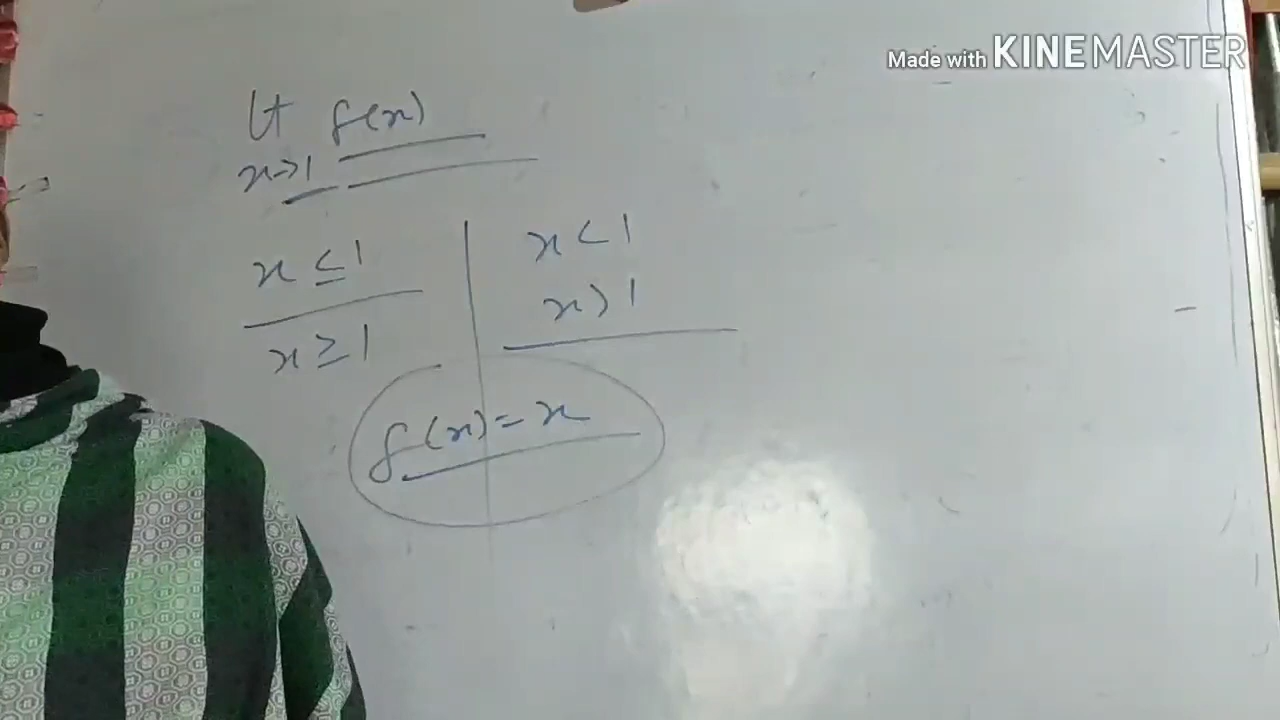 Made with KINEMASTER
lt f(x)
x→1
x ≤ 1
x ≥ 1
x < 1
x > 1
f(x) = x